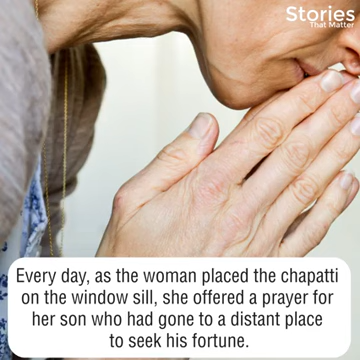 Stories
That Matter
Every day, as the woman placed the chapatti
on the window sill, she offered a prayer for
her son who had gone to a distant place
to seek his fortune.